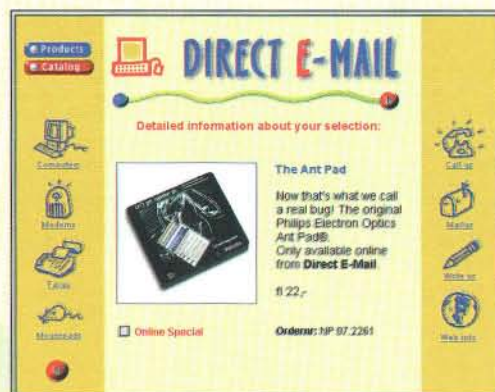 Products
Catalog
DIRECT E-MAIL
Detailed information about your selection:
Computers
Modems
Faxes
Mousepads
The Ant Pad
Now that's what we call
a real bug! The original
Philips Electron Optics
Ant Pad®.
Only available online
from Direct E-Mail
fl 22,-
Online Special
Ordernr: NP 97.2261
Call us
Mailus
Write us
Web info